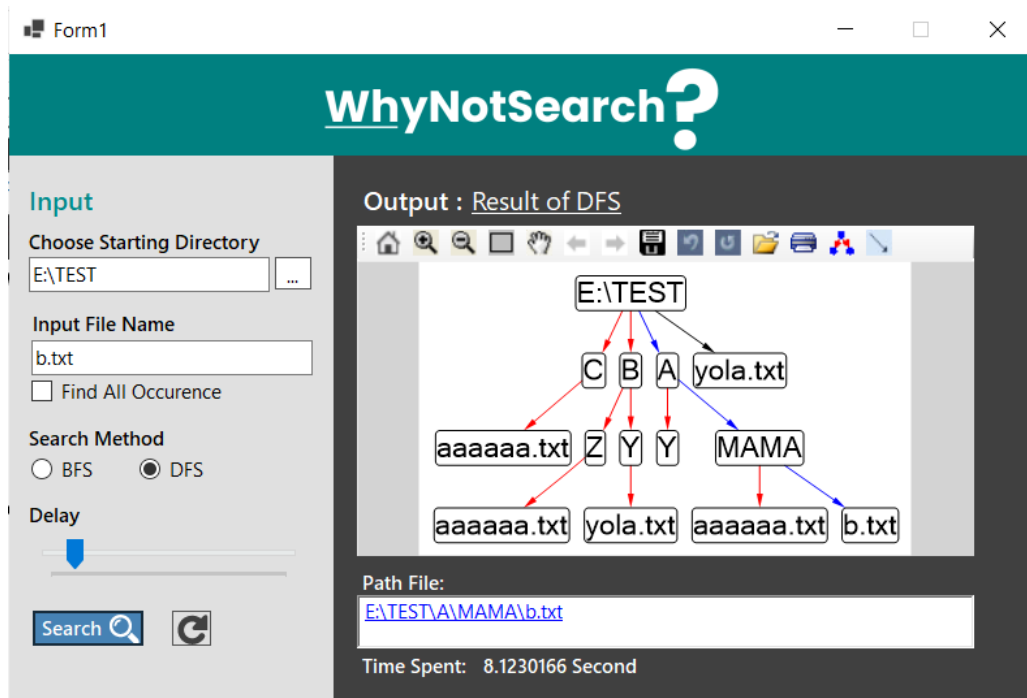 Form1
WhyNotSearch?
Input
Choose Starting Directory
E:\TEST
...
Input File Name
b.txt
Find All Occurence
Search Method
BFS DFS
Delay
Search
Output : Result of DFS
E:\TEST
C B A yola.txt
aaaaaa.txt Z Y Y MAMA
aaaaaa.txt yola.txt aaaaaa.txt b.txt
Path File:
E:\TEST\A\MAMA\b.txt
Time Spent: 8.1230166 Second